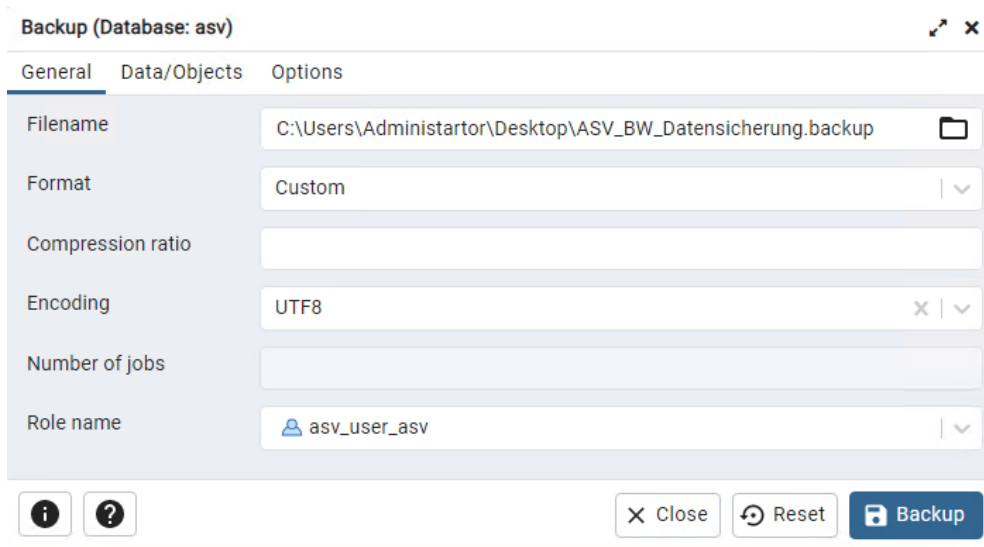 Backup (Database: asv)
General Data/Objects Options
Filename C:\Users\Administartor\Desktop\ASV_BW_Datensicherung.backup
Format Custom
Compression ratio
Encoding UTF8
Number of jobs
Role name asv_user_asv
Close Reset Backup